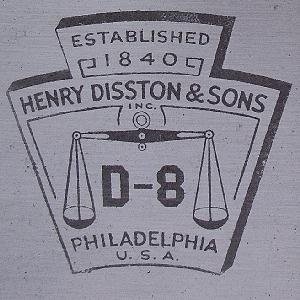 ESTABLISHED
1840
HENRY DISSTON & SONS
INC.
D-8
PHILADELPHIA
U. S. A.